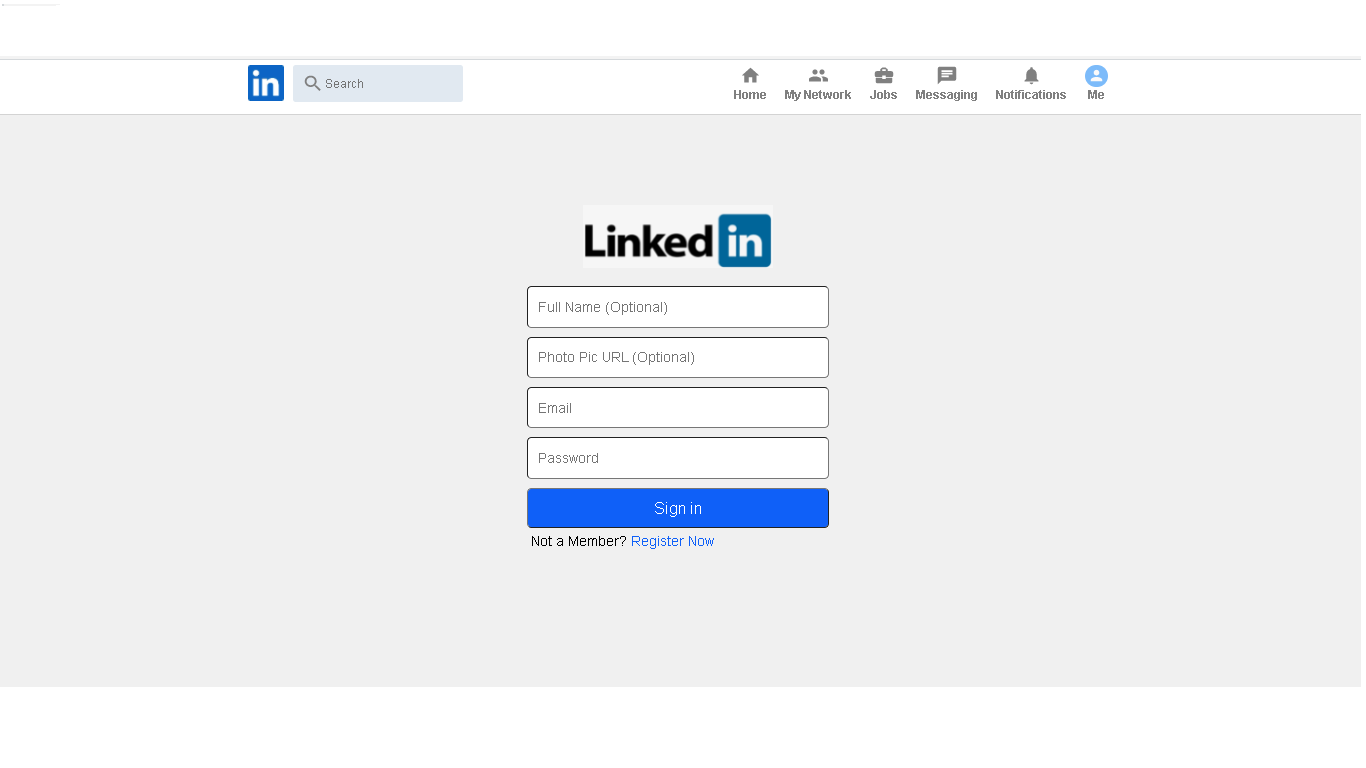 in
Search
Home
My Network
Jobs
Messaging
Notifications
Me
Linked in
Full Name (Optional)
Photo Pic URL (Optional)
Email
Password
Sign in
Not a Member? Register Now